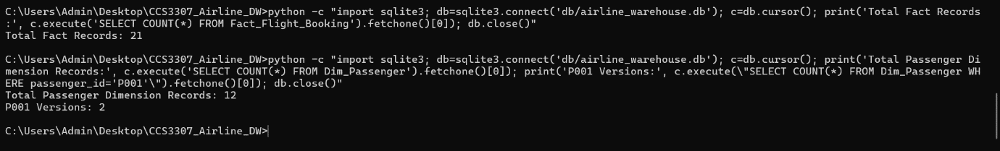 C:\Users\Admin\Desktop\CCS3307_Airline_DW>python -c "import sqlite3; db=sqlite3.connect('db/airline_warehouse.db'); c=db.cursor(); print('Total Fact Records
:', c.execute('SELECT COUNT(*) FROM Fact_Flight_Booking').fetchone()[0]); db.close()"
Total Fact Records: 21
C:\Users\Admin\Desktop\CCS3307_Airline_DW>python -c "import sqlite3; db=sqlite3.connect('db/airline_warehouse.db'); c=db.cursor(); print('Total Passenger Di
mension Records:', c.execute('SELECT COUNT(*) FROM Dim_Passenger').fetchone()[0]); print('P001 Versions:', c.execute(\"SELECT COUNT(*) FROM Dim_Passenger WH
ERE passenger_id='P001'\").fetchone()[0]); db.close()"
Total Passenger Dimension Records: 12
P001 Versions: 2
C:\Users\Admin\Desktop\CCS3307_Airline_DW>